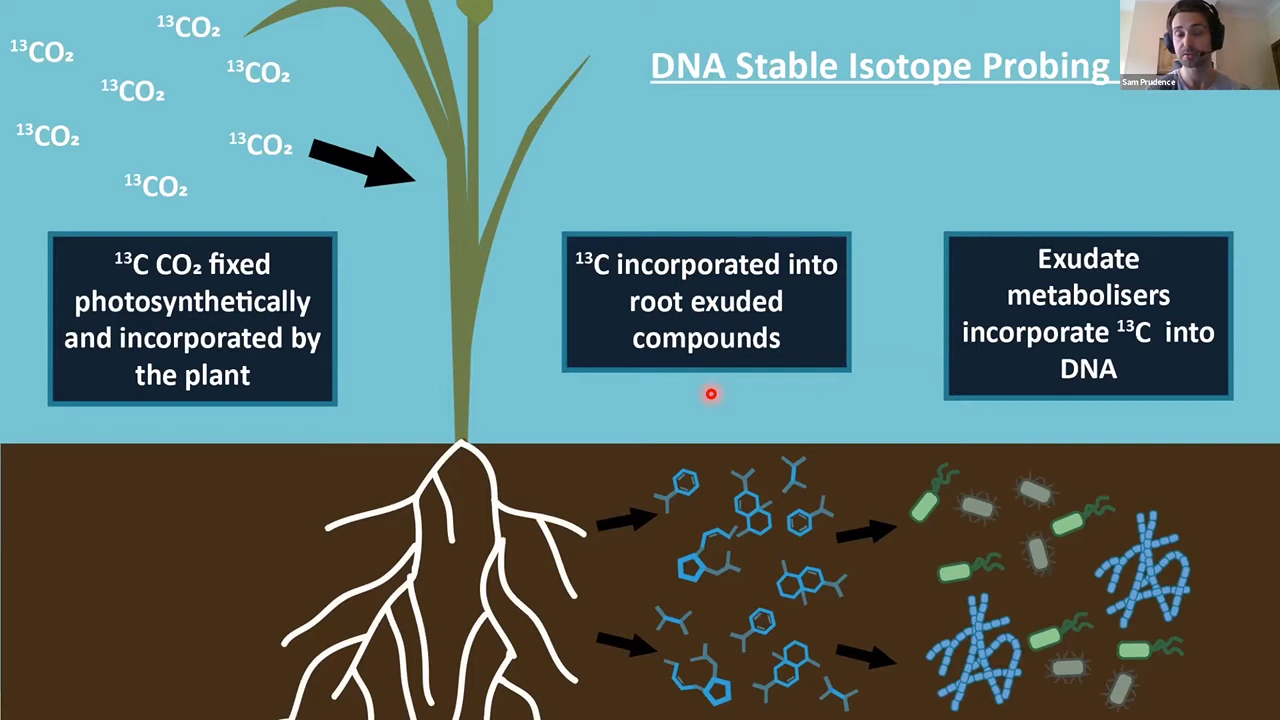 ¹³CO₂
¹³CO₂
¹³CO₂
¹³CO₂
¹³CO₂
¹³CO₂
¹³CO₂
DNA Stable Isotope Probing
Sam Prudence
¹³C CO₂ fixed
photosynthetically
and incorporated by
the plant
¹³C incorporated into
root exuded
compounds
Exudate
metabolisers
incorporate ¹³C into
DNA